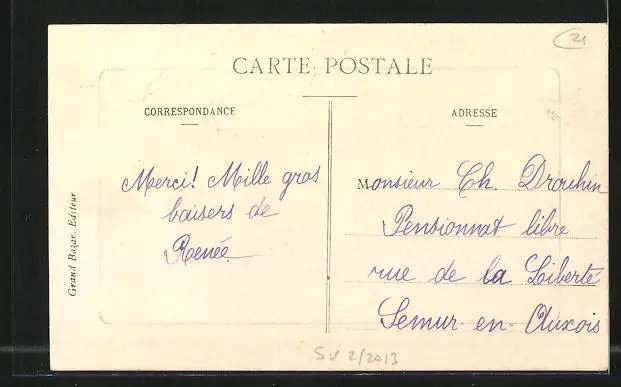 21
CARTE POSTALE
CORRESPONDANCE
ADRESSE
Merci! Mille gros
baisers de
Renée
Monsieur Ch. Drouhin
Pensionnat libre
rue de la Liberté
Semur-en-Auxois
Grand Bazar, Editeur
SV 2/2013